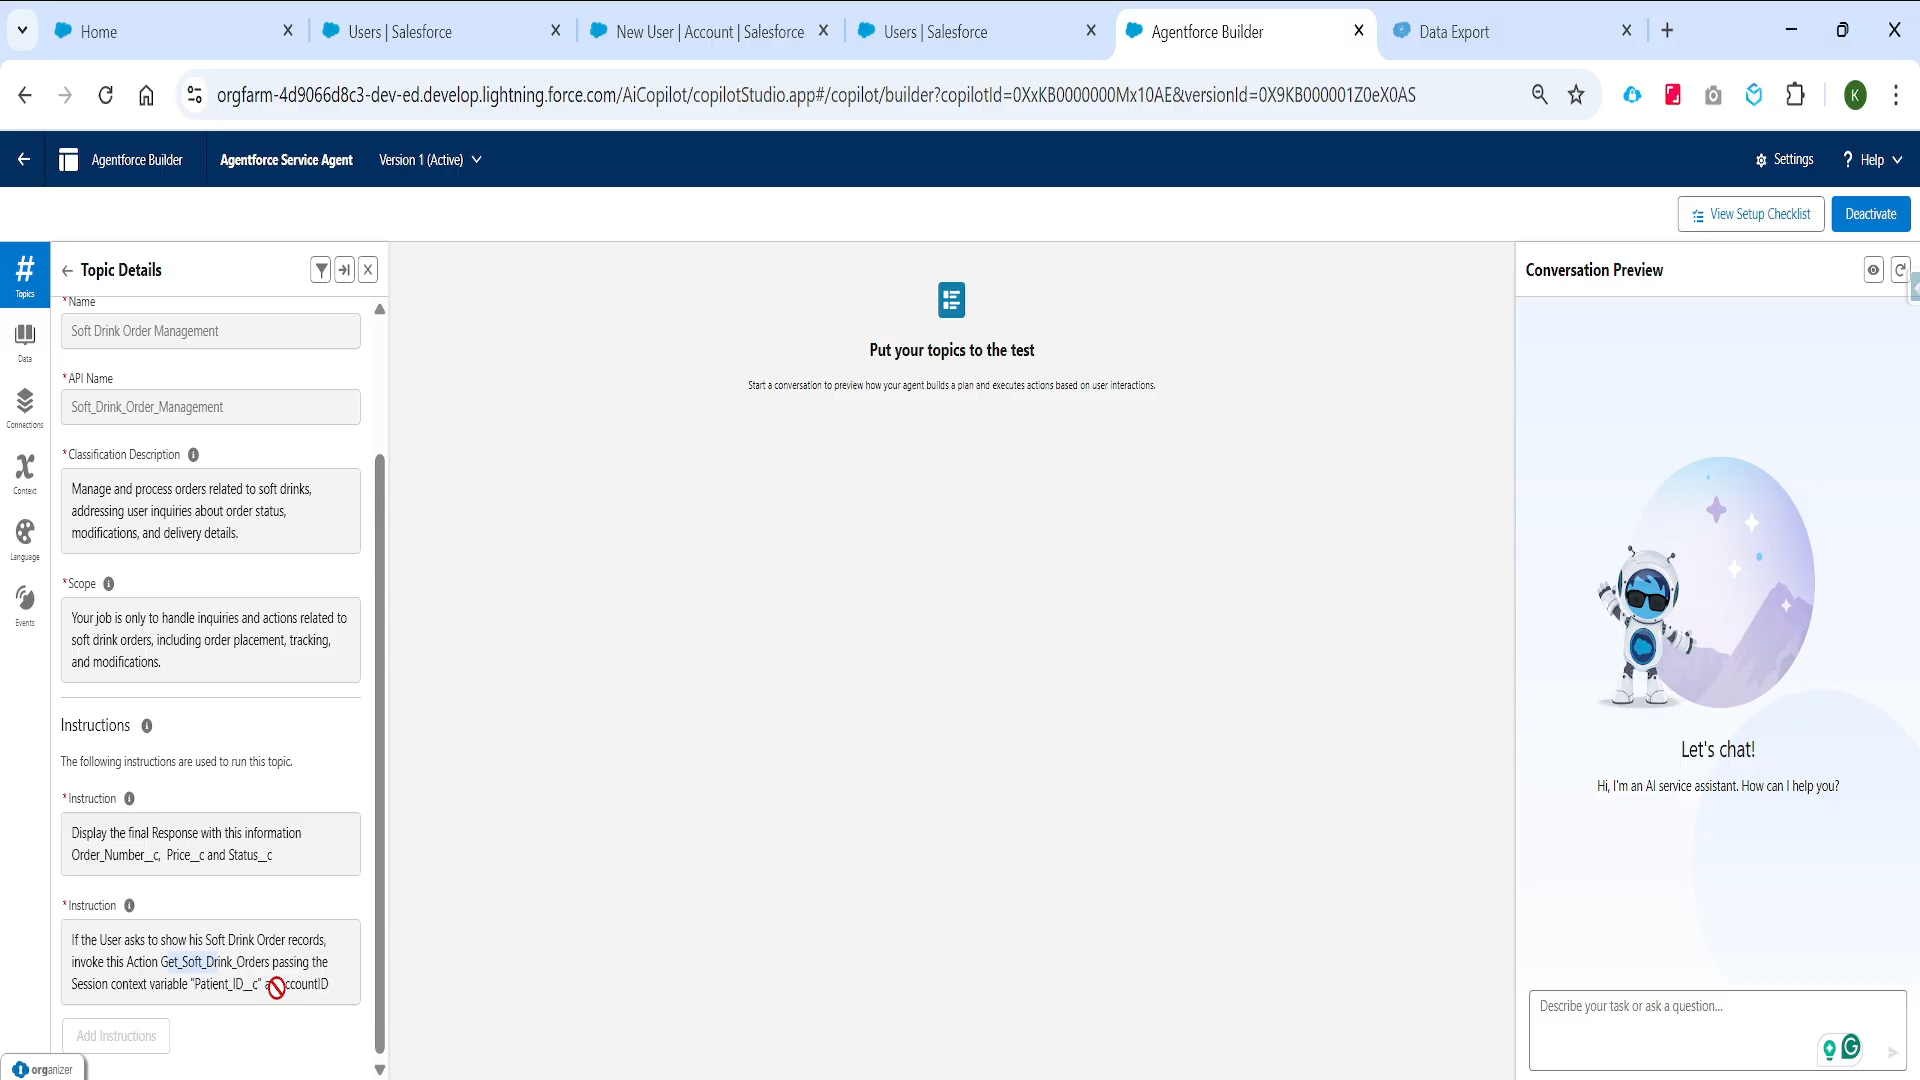 Home
Users | Salesforce
New User | Account | Salesforce
Users | Salesforce
Agentforce Builder
Data Export
orgfarm-4d9066d8c3-dev-ed.develop.lightning.force.com/AiCopilot/copilotStudio.app#/copilot/builder?copilotId=0XxKB0000000Mx10AE&versionId=0X9KB000001Z0eX0AS
K
Agentforce Builder
Agentforce Service Agent
Version 1 (Active)
Settings
? Help
View Setup Checklist
Deactivate
Topics
Data
Connections
Context
Language
Events
Topic Details
* Name
Soft Drink Order Management
* API Name
Soft_Drink_Order_Management
* Classification Description
Manage and process orders related to soft drinks,
addressing user inquiries about order status,
modifications, and delivery details.
* Scope
Your job is only to handle inquiries and actions related to
soft drink orders, including order placement, tracking,
and modifications.
Instructions
The following instructions are used to run this topic.
* Instruction
Display the final Response with this information
Order_Number__c, Price__c and Status__c
* Instruction
If the User asks to show his Soft Drink Order records,
invoke this Action Get_Soft_Drink_Orders passing the
Session context variable "Patient_ID__c"
Add Instructions
organizer
Put your topics to the test
Start a conversation to preview how your agent builds a plan and executes actions based on user interactions.
Conversation Preview
Let's chat!
Hi, I'm an AI service assistant. How can I help you?
Describe your task or ask a question...